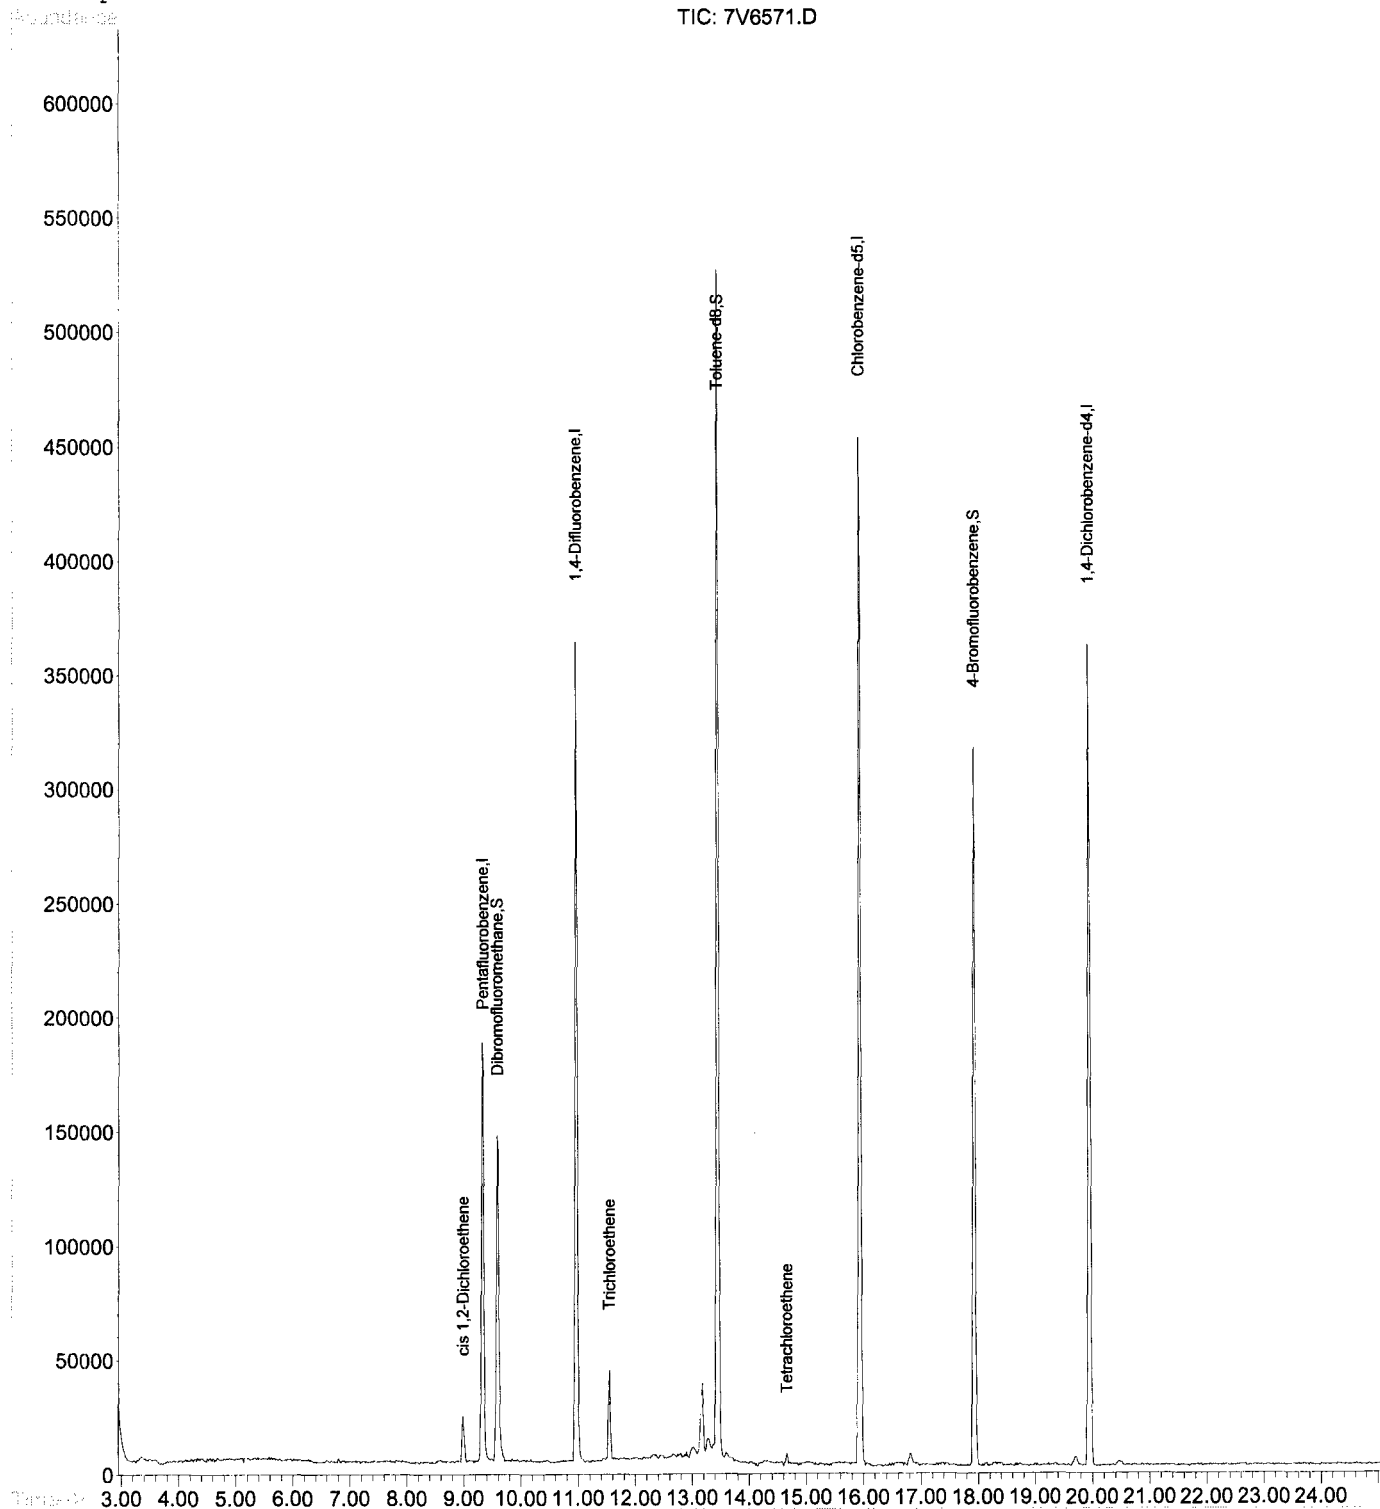 TIC: 7V6571.D
Abundance
600000
550000
500000
450000
400000
350000
300000
250000
200000
150000
100000
50000
0
cis 1,2-Dichloroethene
Pentafluorobenzene,I
Dibromofluoromethane,S
1,4-Difluorobenzene,I
Trichloroethene
Toluene-d8,S
Tetrachloroethene
Chlorobenzene-d5,I
4-Bromofluorobenzene,S
1,4-Dichlorobenzene-d4,I
Time--> 3.00 4.00 5.00 6.00 7.00 8.00 9.00 10.00 11.00 12.00 13.00 14.00 15.00 16.00 17.00 18.00 19.00 20.00 21.00 22.00 23.00 24.00